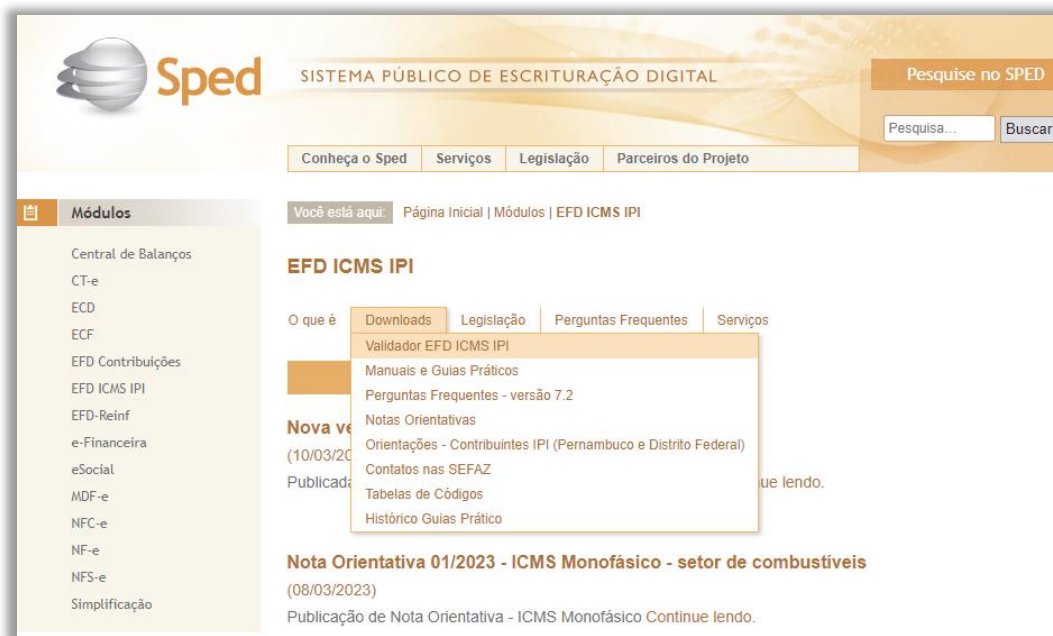 Sped
SISTEMA PÚBLICO DE ESCRITURAÇÃO DIGITAL
Pesquise no SPED
Pesquisa...
Buscar
Conheça o Sped
Serviços
Legislação
Parceiros do Projeto
Módulos
Central de Balanços
CT-e
ECD
ECF
EFD Contribuições
EFD ICMS IPI
EFD-Reinf
e-Financeira
eSocial
MDF-e
NFC-e
NF-e
NFS-e
Simplificação
Você está aqui: Página Inicial | Módulos | EFD ICMS IPI
EFD ICMS IPI
O que é
Downloads
Legislação
Perguntas Frequentes
Serviços
Validador EFD ICMS IPI
Manuais e Guias Práticos
Perguntas Frequentes - versão 7.2
Notas Orientativas
Orientações - Contribuintes IPI (Pernambuco e Distrito Federal)
Contatos nas SEFAZ
Tabelas de Códigos
Histórico Guias Prático
Nova
(10/03/20
Publicad
ue lendo.
Nota Orientativa 01/2023 - ICMS Monofásico - setor de combustíveis
(08/03/2023)
Publicação de Nota Orientativa - ICMS Monofásico Continue lendo.